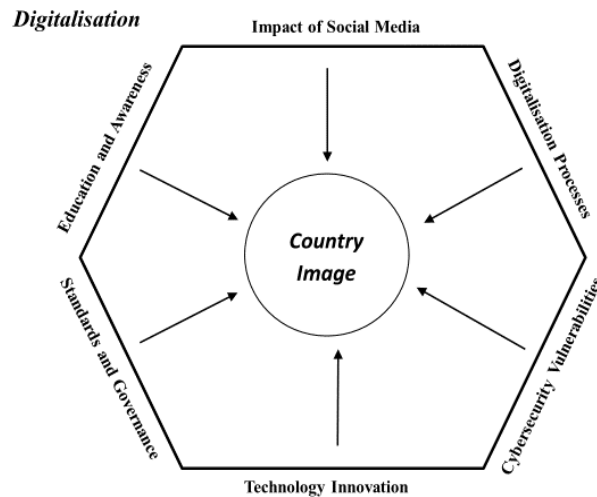 Digitalisation
Impact of Social Media
Education and Awareness
Digitalisation Processes
Country
Image
Standards and Governance
Cybersecurity Vulnerabilities
Technology Innovation